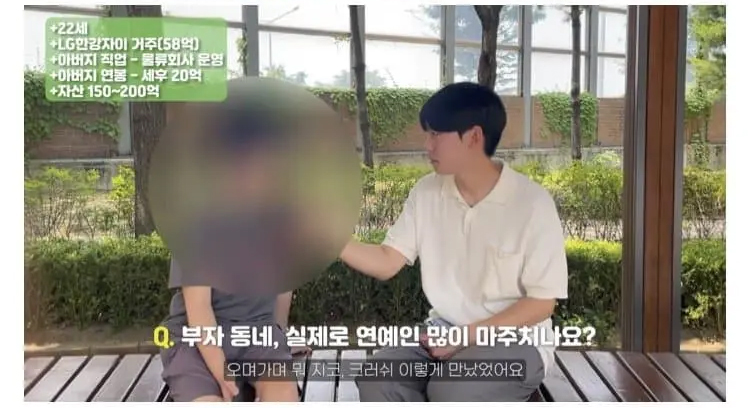 +22세
+LG한강자이 거주(58억)
+아버지 직업 - 물류회사 운영
+아버지 연봉 - 세후 20억
+자산 150~200억
Q. 부자 동네, 실제로 연예인 많이 마주치나요?
오며가며 뭐 지코, 크러쉬 이렇게 만났었어요